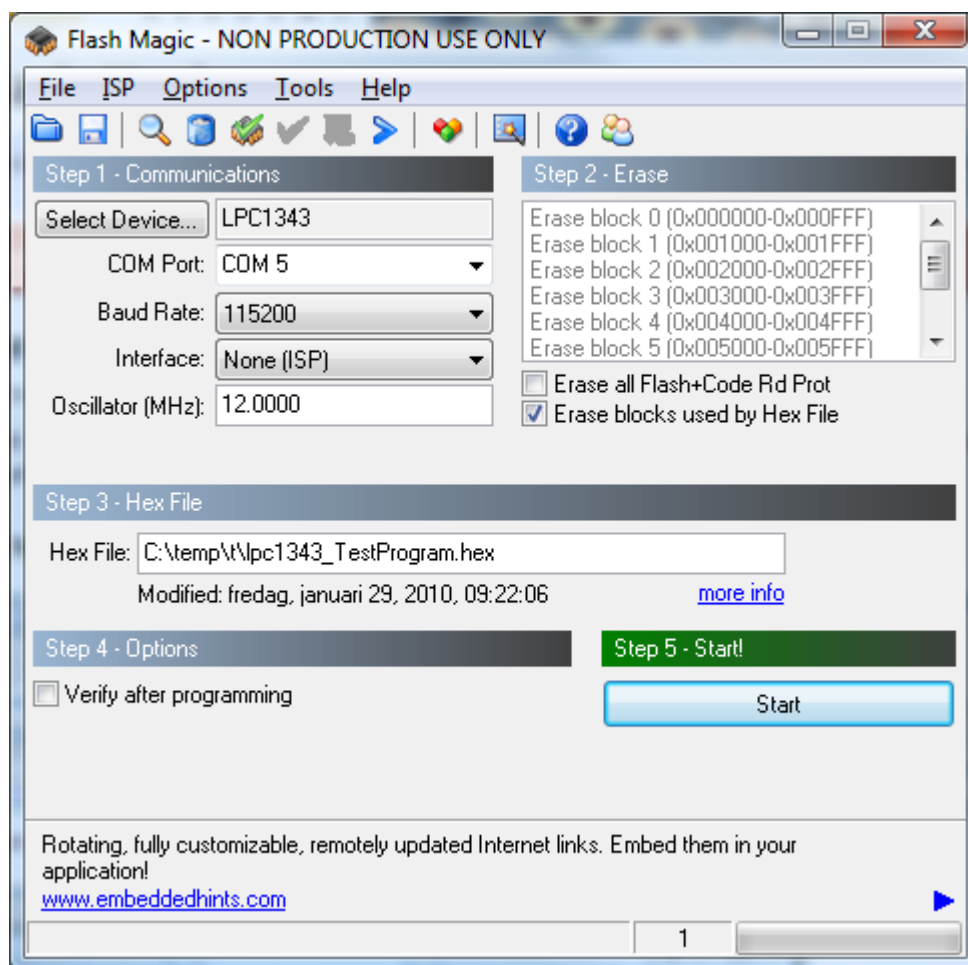 Flash Magic - NON PRODUCTION USE ONLY
File ISP Options Tools Help
Step 1 - Communications
Select Device... LPC1343
COM Port: COM 5
Baud Rate: 115200
Interface: None (ISP)
Oscillator (MHz): 12.0000
Step 2 - Erase
Erase block 0 (0x000000-0x000FFF)
Erase block 1 (0x001000-0x001FFF)
Erase block 2 (0x002000-0x002FFF)
Erase block 3 (0x003000-0x003FFF)
Erase block 4 (0x004000-0x004FFF)
Erase block 5 (0x005000-0x005FFF)
Erase all Flash+Code Rd Prot
Erase blocks used by Hex File
Step 3 - Hex File
Hex File: C:\temp\t\lpc1343_TestProgram.hex
Modified: fredag, januari 29, 2010, 09:22:06 more info
Step 4 - Options
Verify after programming
Step 5 - Start!
Start
Rotating, fully customizable, remotely updated Internet links. Embed them in your
application!
www.embeddedhints.com
1